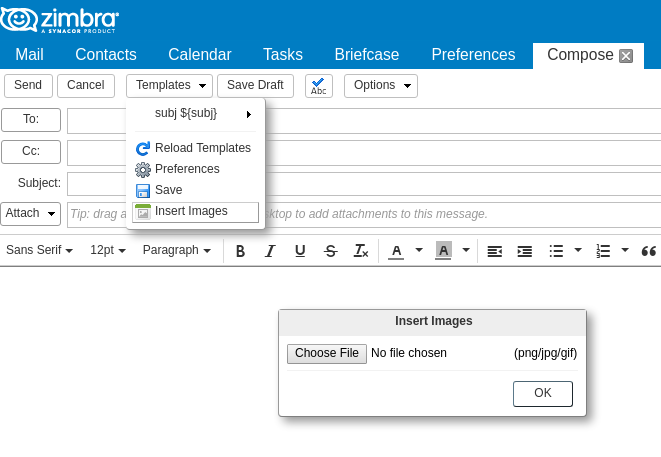 zimbra
A SYNACOR PRODUCT
Mail Contacts Calendar Tasks Briefcase Preferences Compose
Send Cancel Templates Save Draft Abc Options
To:
subj ${subj}
Cc:
Reload Templates
Preferences
Subject:
Save
Attach Tip: drag a
Insert Images
ktop to add attachments to this message.
Sans Serif 12pt Paragraph B I U S Tx A A
Insert Images
Choose File No file chosen (png/jpg/gif)
OK